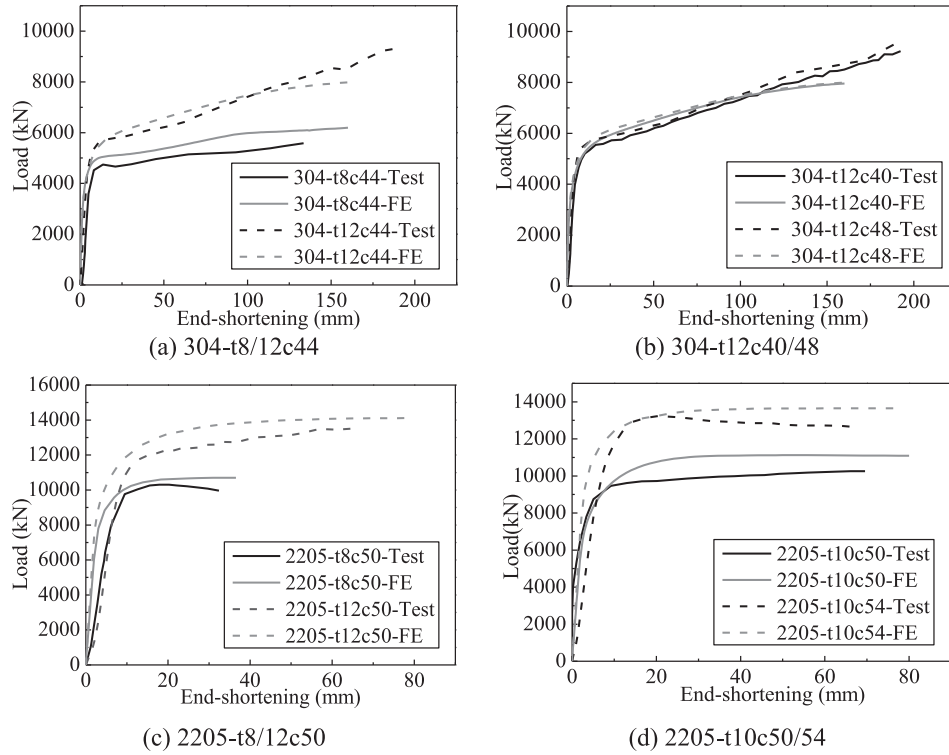 10000
8000
6000
4000
2000
0
Load (kN)
304-t8c44-Test
304-t8c44-FE
304-t12c44-Test
304-t12c44-FE
0 50 100 150 200
End-shortening (mm)
(a) 304-t8/12c44
10000
8000
6000
4000
2000
0
Load(kN)
304-t12c40-Test
304-t12c40-FE
304-t12c48-Test
304-t12c48-FE
0 50 100 150 200
End-shortening (mm)
(b) 304-t12c40/48
16000
14000
12000
10000
8000
6000
4000
2000
0
Load(kN)
2205-t8c50-Test
2205-t8c50-FE
2205-t12c50-Test
2205-t12c50-FE
0 20 40 60 80
End-shortening (mm)
(c) 2205-t8/12c50
14000
12000
10000
8000
6000
4000
2000
0
Load(kN)
2205-t10c50-Test
2205-t10c50-FE
2205-t10c54-Test
2205-t10c54-FE
0 20 40 60 80
End-shortening (mm)
(d) 2205-t10c50/54